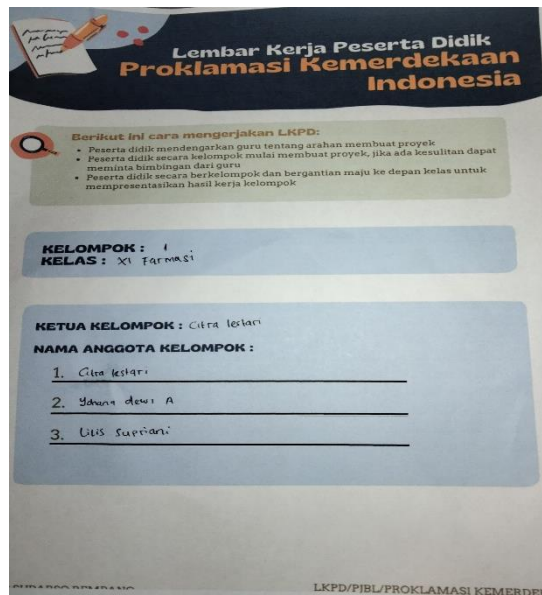 Lembar Kerja Peserta Didik
Proklamasi Kemerdekaan
Indonesia
Berikut ini cara mengerjakan LKPD:
• Peserta didik mendengarkan guru tentang arahan membuat proyek
• Peserta didik secara kelompok mulai membuat proyek, jika ada kesulitan dapat
meminta bimbingan dari guru
• Peserta didik secara berkelompok dan bergantian maju ke depan kelas untuk
mempresentasikan hasil kerja kelompok
KELOMPOK : 1
KELAS : XI Farmasi
KETUA KELOMPOK : Citra lestari
NAMA ANGGOTA KELOMPOK :
1. Citra lestari
2. Yohana dewi A
3. Lilis Supriani
LKPD/PJBL/PROKLAMASI KEMERDE